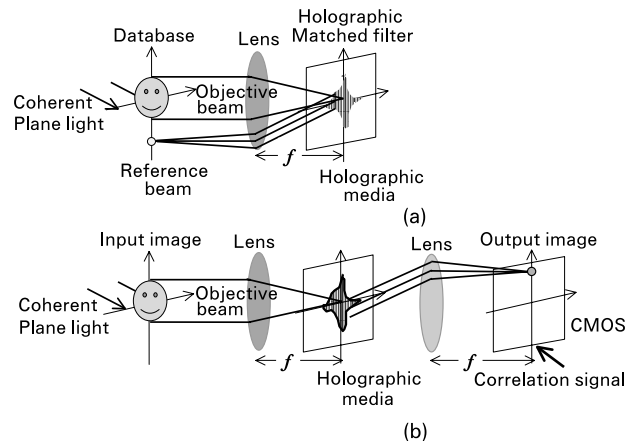 Database
Lens
Holographic
Matched filter
Coherent
Plane light
Objective
beam
f
Reference
beam
Holographic
media
(a)
Input image
Lens
Lens
Output image
Coherent
Plane light
Objective
beam
CMOS
f
f
Holographic
media
Correlation signal
(b)